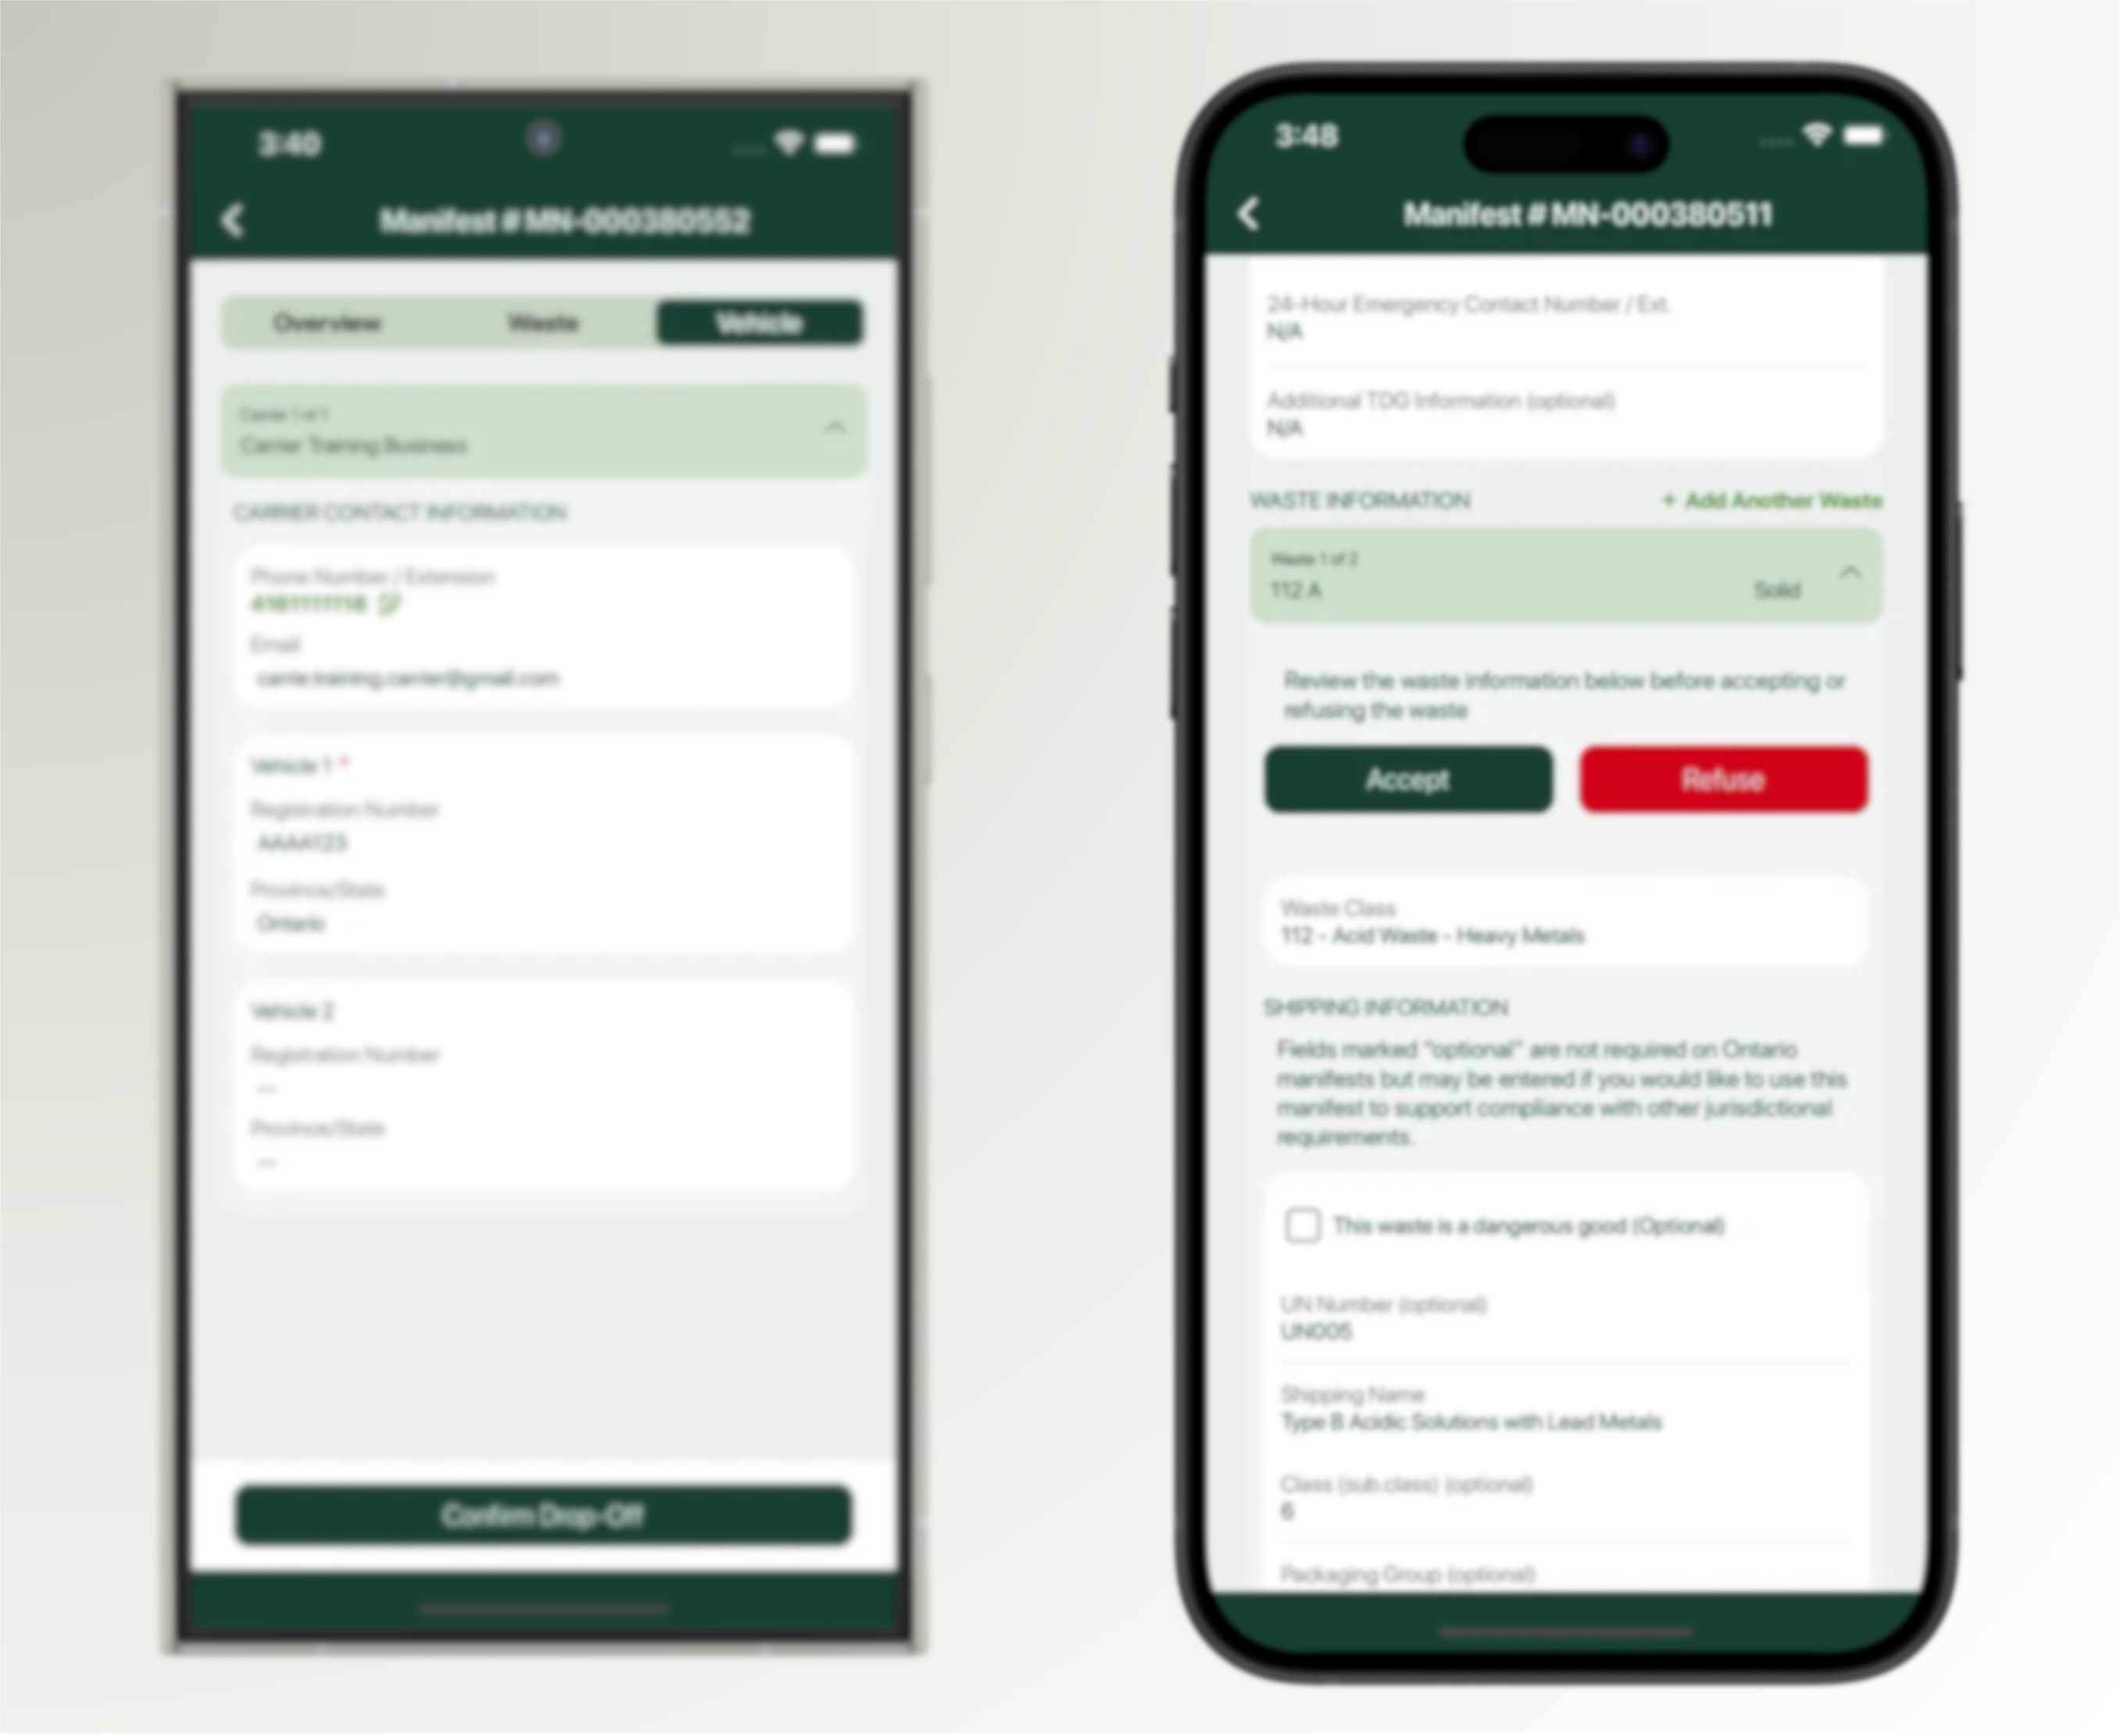 3:40
Manifest # MN-000380552
Overview
Waste
Vehicle
Carrier 1 of 1
Carrier Training Business
CARRIER CONTACT INFORMATION
Phone Number / Extension
Email
carrie.training.carrier@gmail.com
Vehicle 1 *
Registration Number
AAAA123
Province/State
Ontario
Vehicle 2
Registration Number
---
Province/State
---
Confirm Drop-Off
3:48
Manifest # MN-000380511
24-Hour Emergency Contact Number / Ext.
N/A
Additional TDG Information (optional)
N/A
WASTE INFORMATION
+ Add Another Waste
Waste 1 of 2
112 A
Solid
Review the waste information below before accepting or
refusing the waste
Accept
Refuse
Waste Class
112 - Acid Waste - Heavy Metals
SHIPPING INFORMATION
Fields marked "optional" are not required on Ontario
manifests but may be entered if you would like to use this
manifest to support compliance with other jurisdictional
requirements.
This waste is a dangerous good (Optional)
UN Number (optional)
UN005
Shipping Name
Type B Acidic Solutions with Lead Metals
Class (sub.class) (optional)
6
Packaging Group (optional)